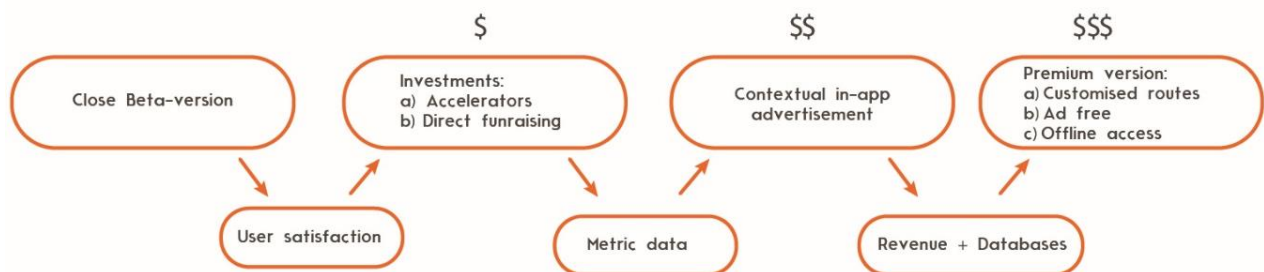 $
$$
$$$
Close Beta-version
Investments:
a) Accelerators
b) Direct funraising
Contextual in-app
advertisement
Premium version:
a) Customised routes
b) Ad free
c) Offline access
User satisfaction
Metric data
Revenue + Databases